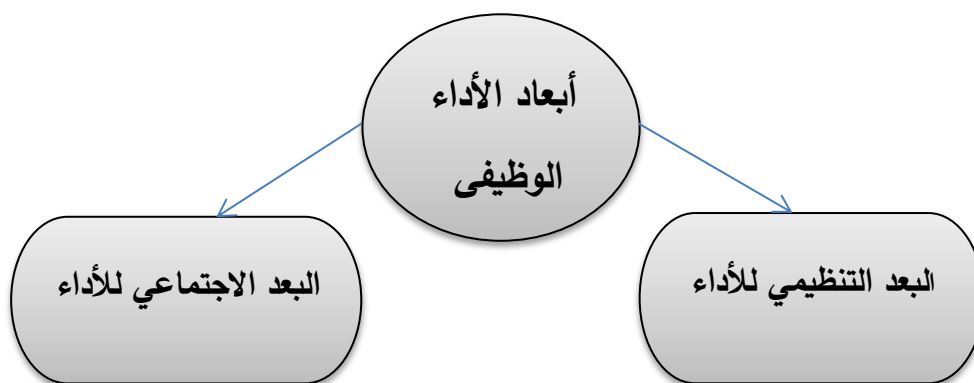 أبعاد الأداء
الوظيفى
البعد التنظيمي للأداء
البعد الاجتماعي للأداء